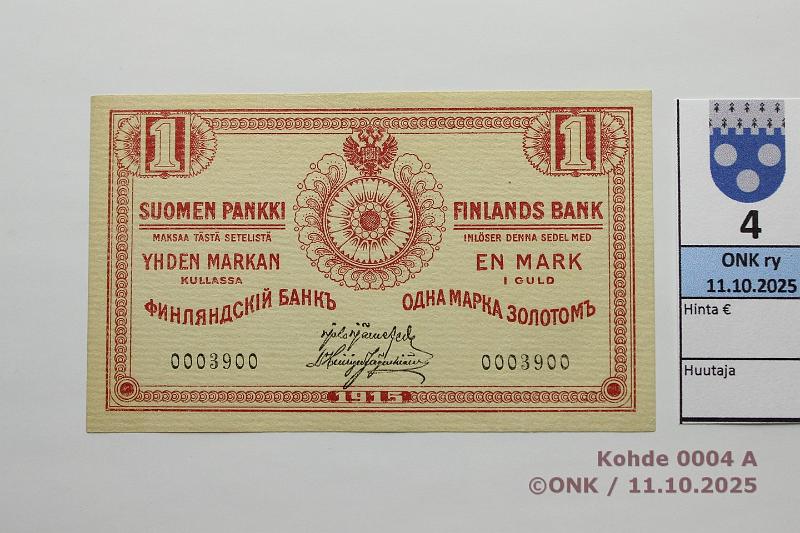 1 1
SUOMEN PANKKI
MAKSAA TÄSTÄ SETELISTÄ
YHDEN MARKAN
KULLASSA
FINLANDS BANK
INLÖSER DENNA SEDEL MED
EN MARK
I GULD
ФИНЛЯНДСКІЙ БАНКЪ
ОДНА МАРКА ЗОЛОТОМЪ
0003900
0003900
1915
4
ONK ry
11.10.2025
Hinta €
Huutaja
Kohde 0004 A
©ONK / 11.10.2025